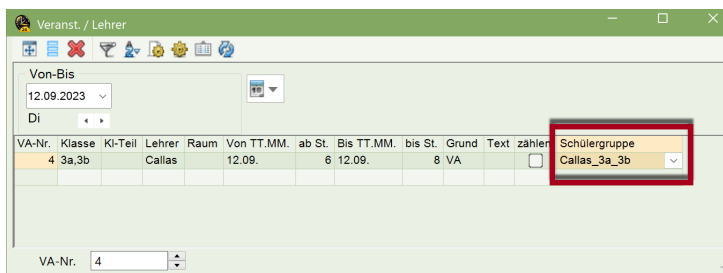 Veranst. / Lehrer
Von-Bis
12.09.2023
Di
VA-Nr. Klasse Kl-Teil Lehrer Raum Von TT.MM. ab St. Bis TT.MM. bis St. Grund Text zählen Schülergruppe
4 3a,3b Callas 12.09. 6 12.09. 8 VA Callas_3a_3b
VA-Nr. 4